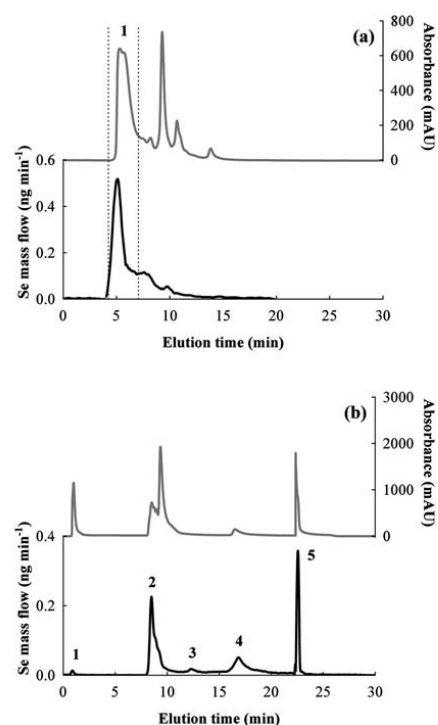 (a)
1
800
600
400
200
0
Absorbance (mAU)
0.6
0.4
0.2
0.0
Se mass flow (ng min⁻¹)
0 5 10 15 20 25 30
Elution time (min)
(b)
3000
2000
1000
0
Absorbance (mAU)
0.4
0.2
0.0
Se mass flow (ng min⁻¹)
1 2 3 4 5
0 5 10 15 20 25 30
Elution time (min)